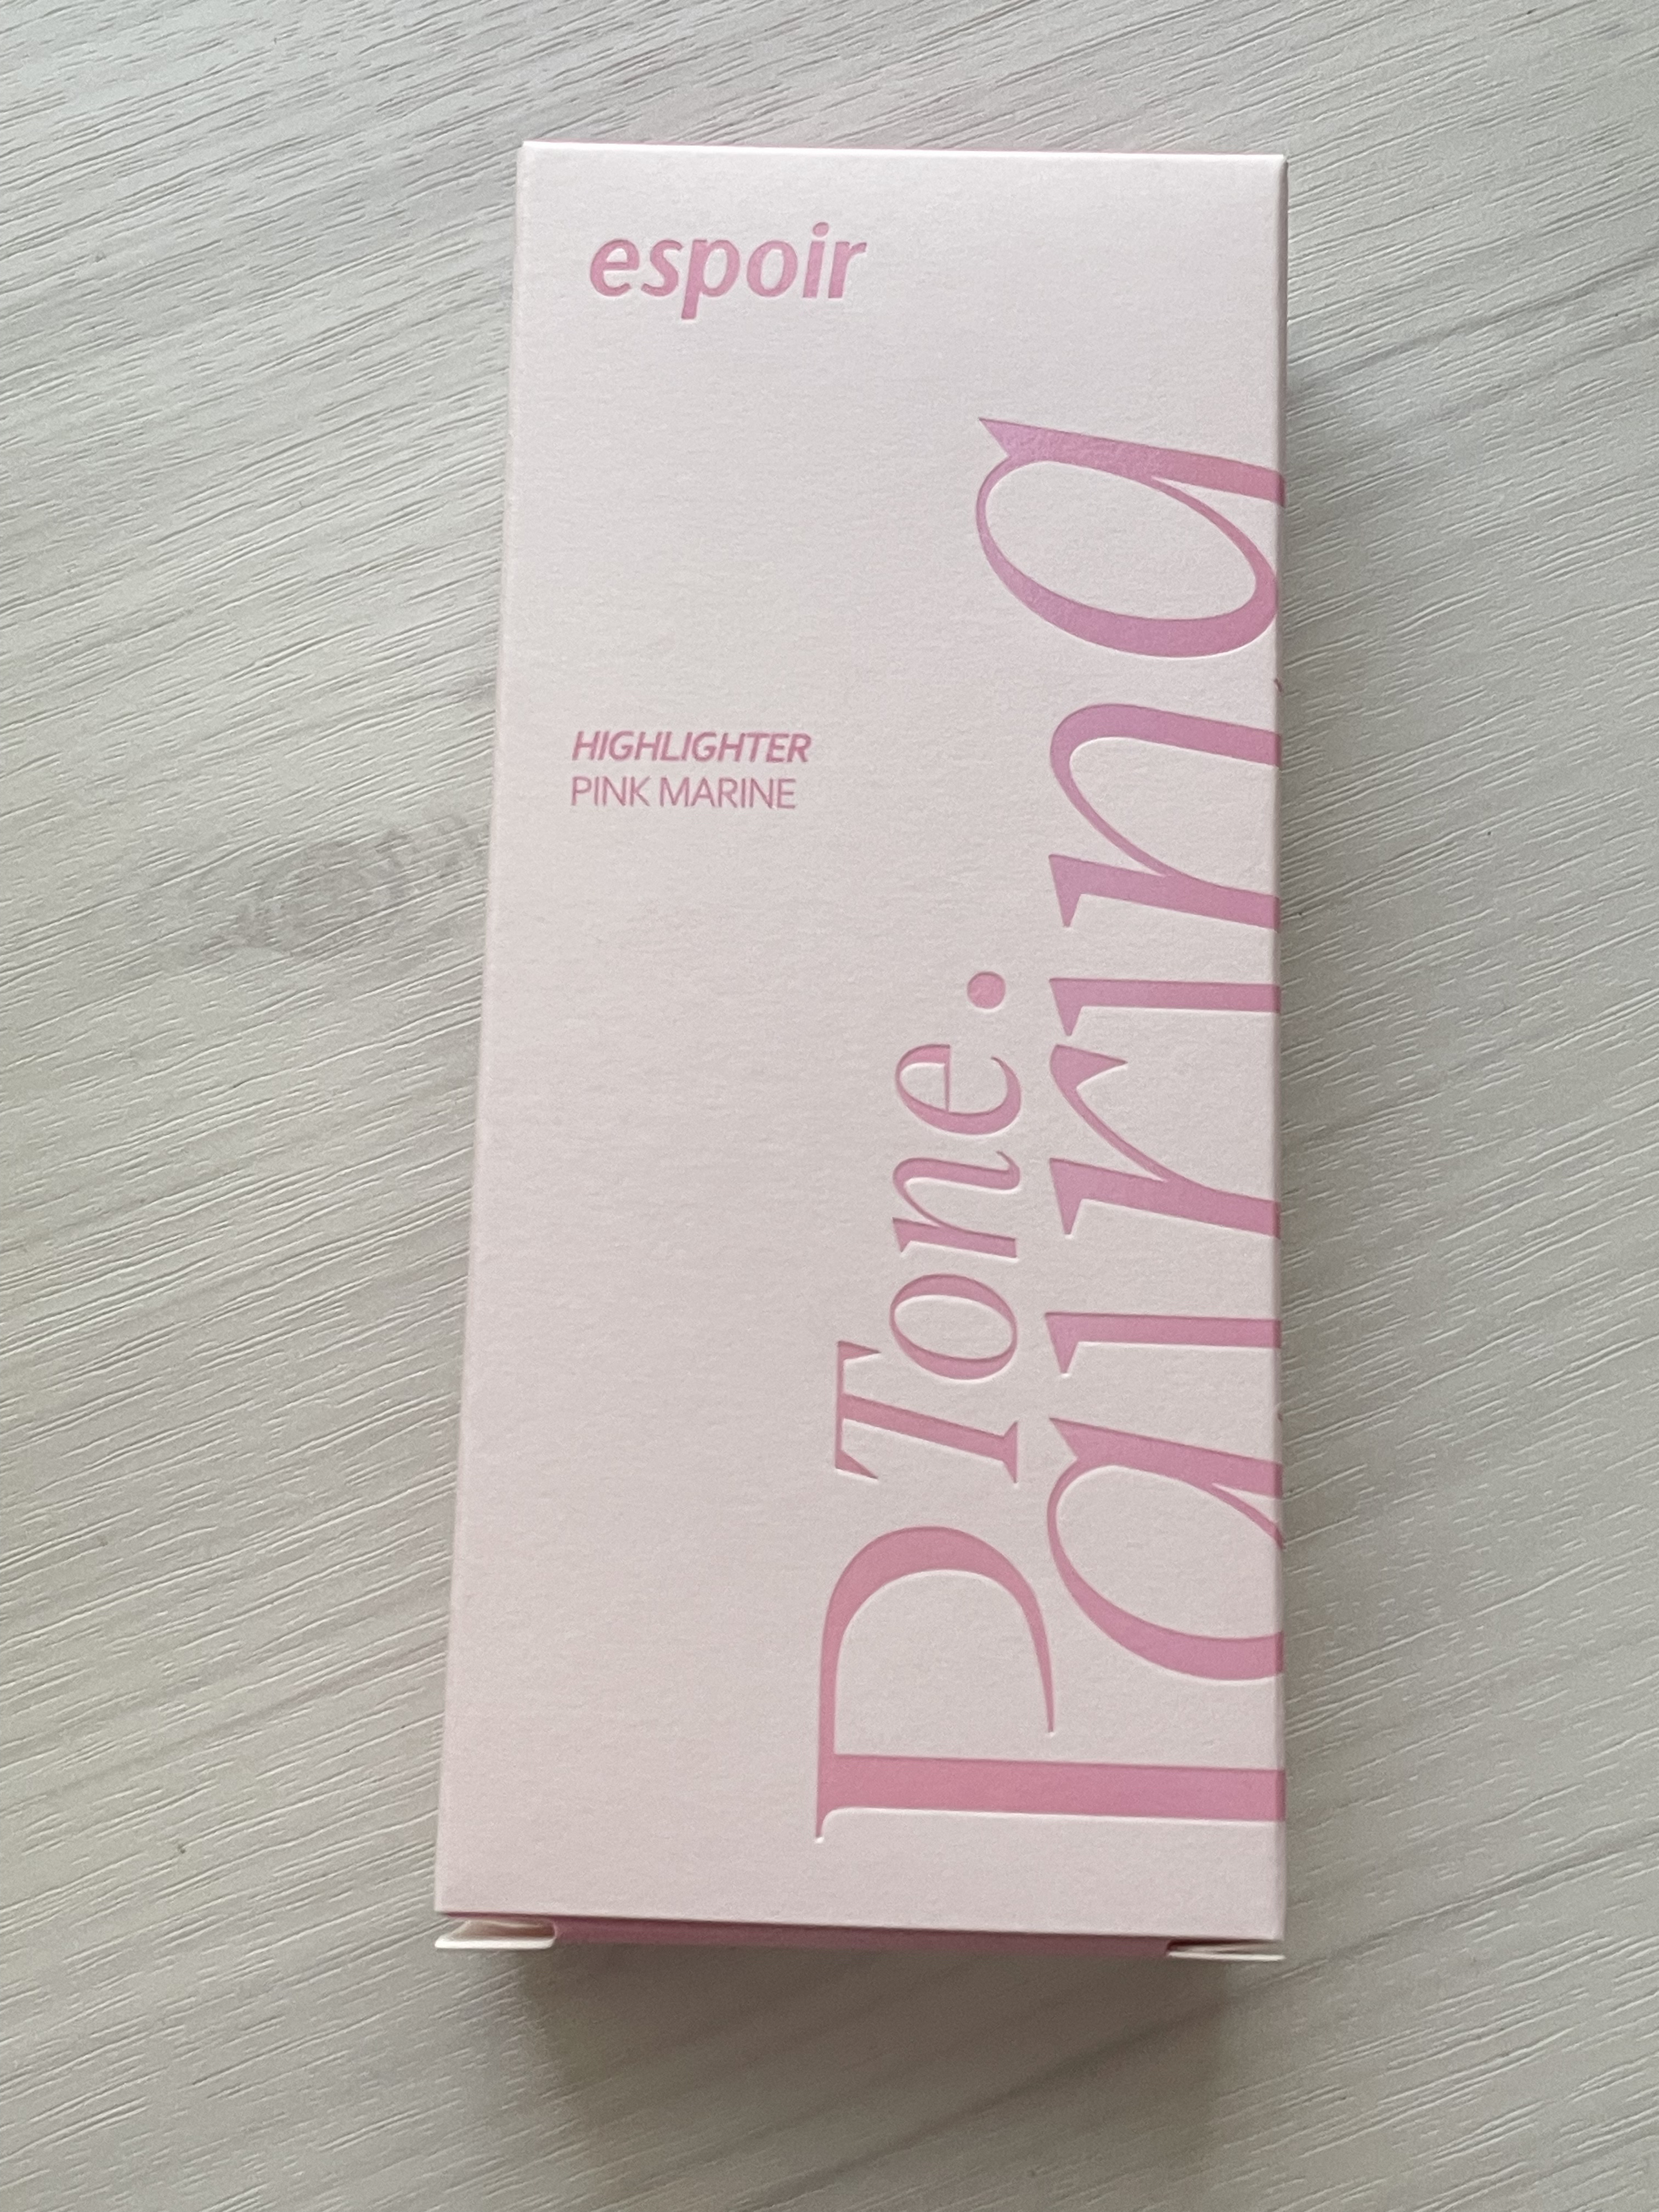 espoir
HIGHLIGHTER
PINK MARINE
Tone.
Pairing